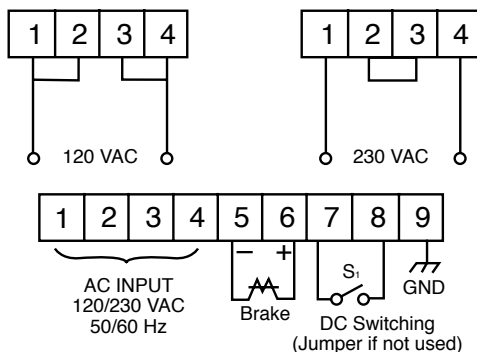 1 2 3 4
1 2 3 4
120 VAC
230 VAC
1 2 3 4 5 6 7 8 9
− +
S1
AC INPUT
120/230 VAC
50/60 Hz
Brake
GND
DC Switching
(Jumper if not used)